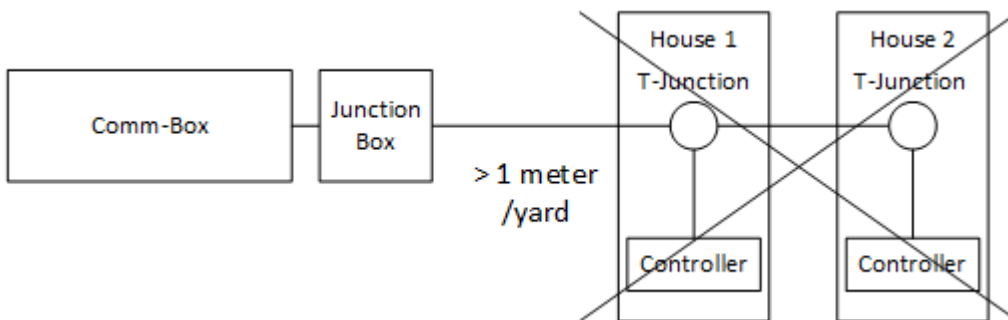 Comm-Box
Junction
Box
> 1 meter
/yard
House 1
T-Junction
Controller
House 2
T-Junction
Controller